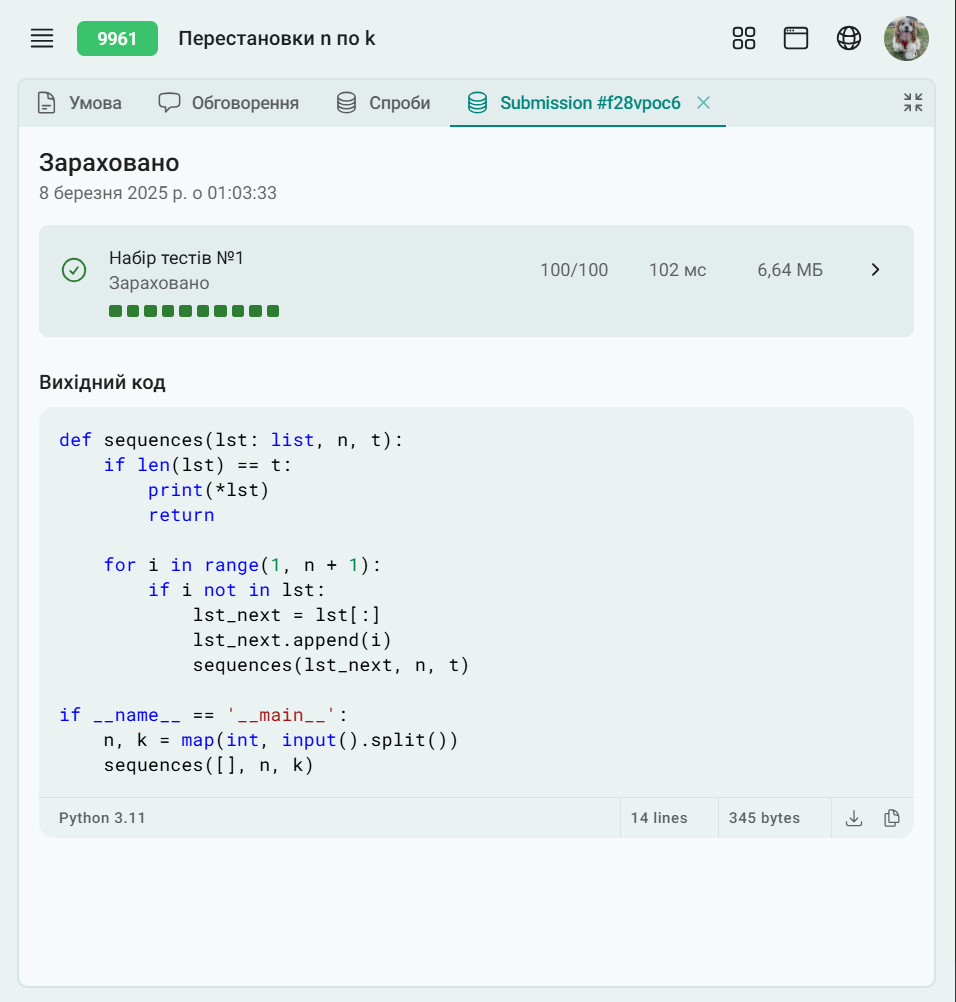 9961 Перестановки n по k
Умова Обговорення Спроби Submission #f28vpoc6
Зараховано
8 березня 2025 р. о 01:03:33
Набір тестів №1
Зараховано
100/100 102 мс 6,64 МБ
Вихідний код
def sequences(lst: list, n, t):
    if len(lst) == t:
        print(*lst)
        return
    for i in range(1, n + 1):
        if i not in lst:
            lst_next = lst[:]
            lst_next.append(i)
            sequences(lst_next, n, t)
if __name__ == '__main__':
    n, k = map(int, input().split())
    sequences([], n, k)
Python 3.11 14 lines 345 bytes